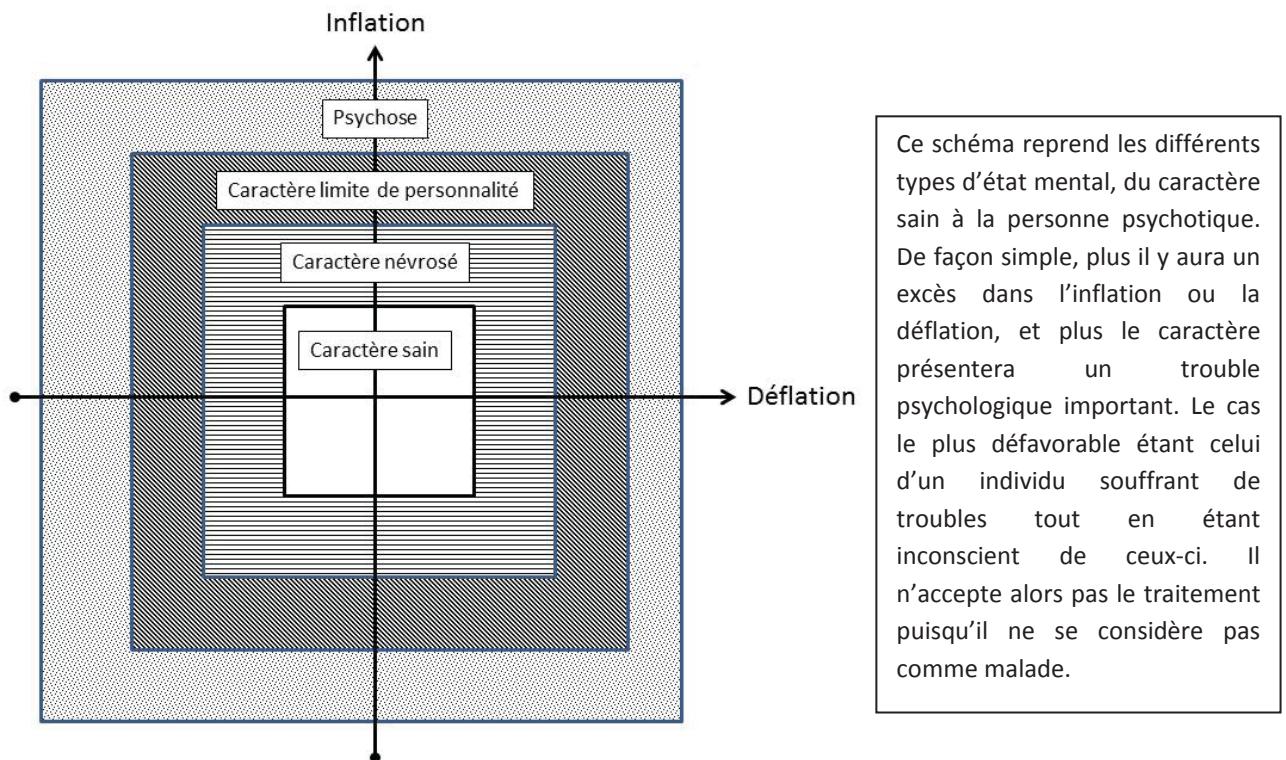 Inflation
Psychose
Caractère limite de personnalité
Caractère névrosé
Caractère sain
Déflation
Ce schéma reprend les différents
types d’état mental, du caractère
sain à la personne psychotique.
De façon simple, plus il y aura un
excès dans l’inflation ou la
déflation, et plus le caractère
présentera un trouble
psychologique important. Le cas
le plus défavorable étant celui
d’un individu souffrant de
troubles tout en étant
inconscient de ceux-ci. Il
n’accepte alors pas le traitement
puisqu’il ne se considère pas
comme malade.